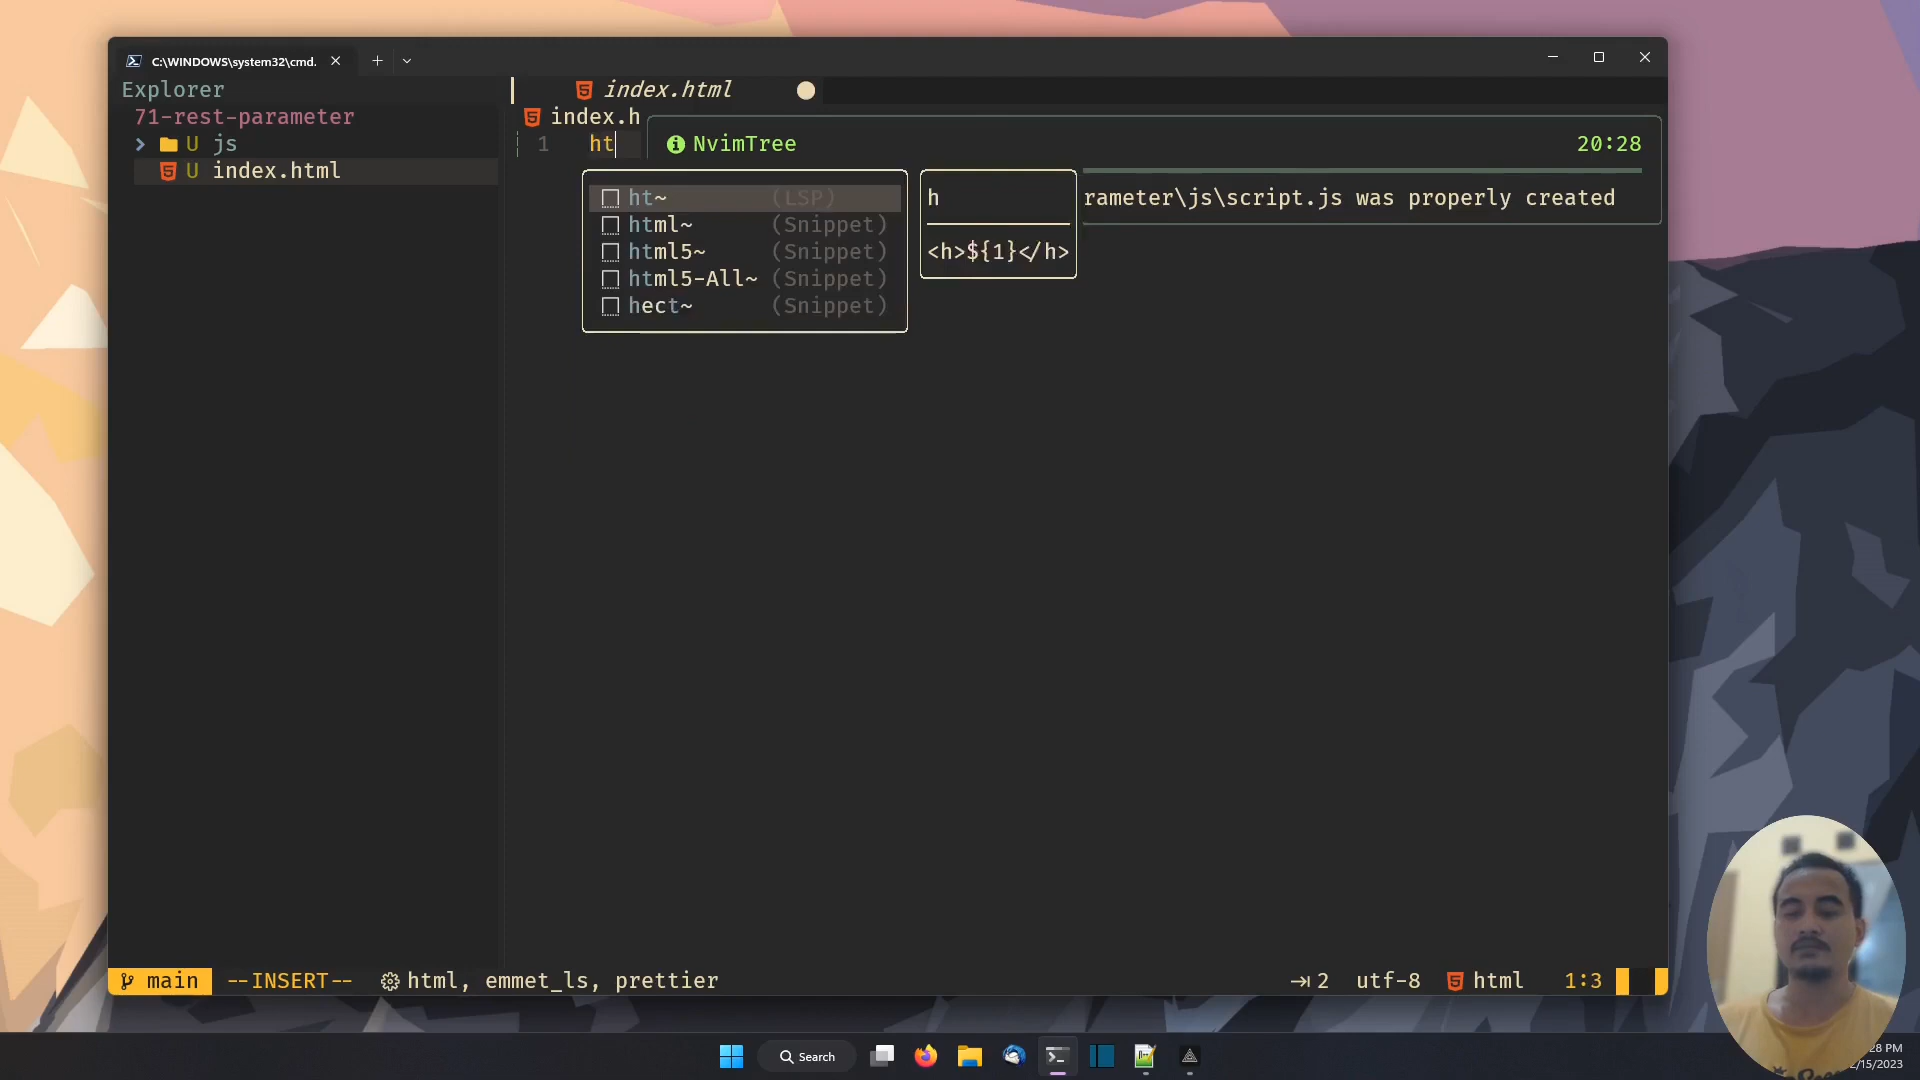 C:\WINDOWS\system32\cmd.
Explorer
71-rest-parameter
U js
U index.html
index.html
index.h
1 ht
NvimTree 20:28
rameter\js\script.js was properly created
ht~ (LSP)
html~ (Snippet)
html5~ (Snippet)
html5-All~ (Snippet)
hect~ (Snippet)
h
<h>${1}</h>
main --INSERT-- html, emmet_ls, prettier 2 utf-8 html 1:3
Search
28 PM
2/15/2023